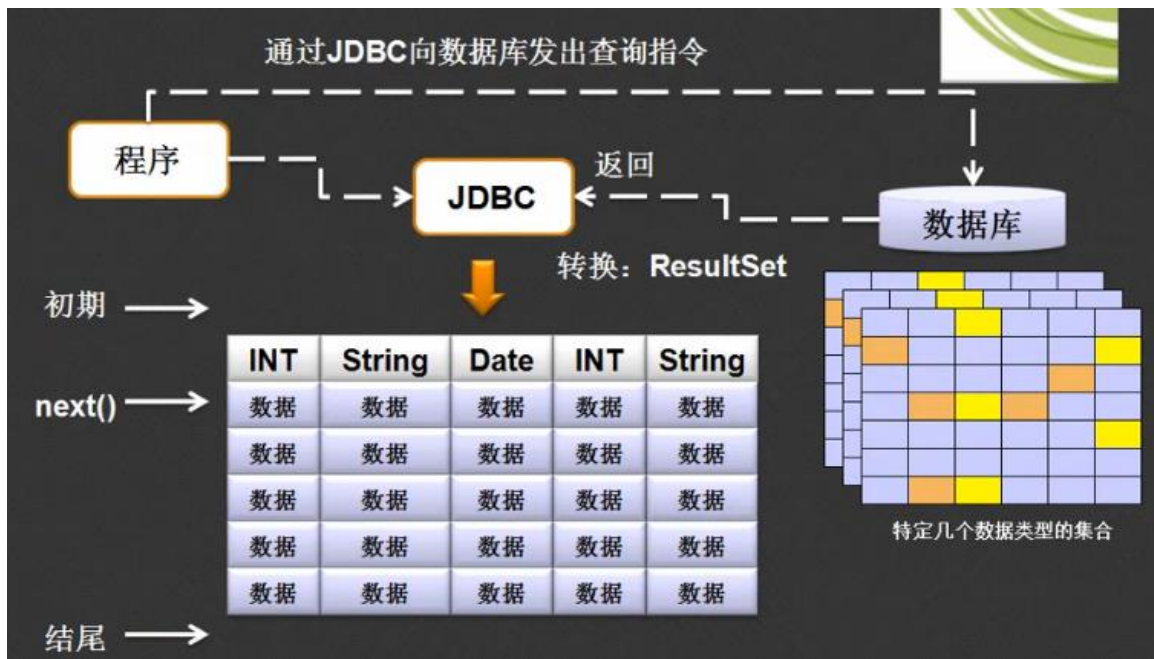 通过JDBC向数据库发出查询指令
程序
JDBC
返回
数据库
转换：ResultSet
初期
INT String Date INT String
next()
数据 数据 数据 数据 数据
数据 数据 数据 数据 数据
数据 数据 数据 数据 数据
数据 数据 数据 数据 数据
数据 数据 数据 数据 数据
特定几个数据类型的集合
结尾